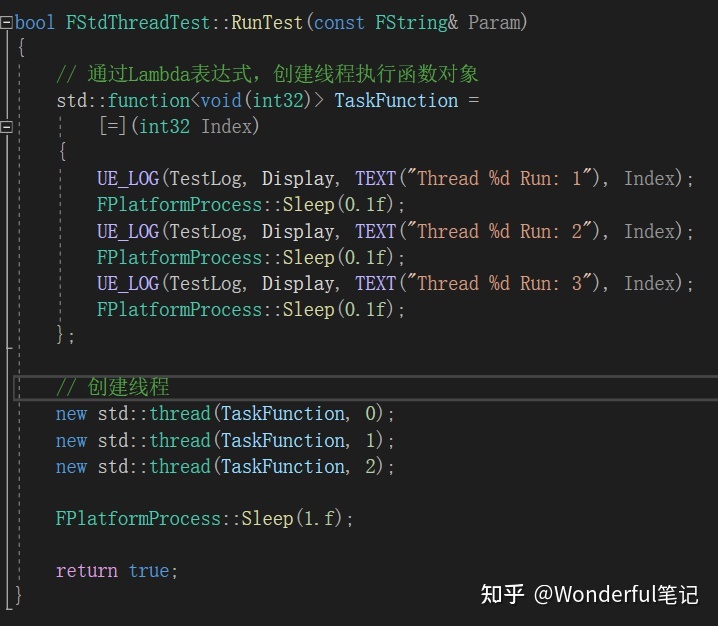 bool FStdThreadTest::RunTest(const FString& Param)
{
// 通过Lambda表达式，创建线程执行函数对象
std::function<void(int32)> TaskFunction =
[=](int32 Index)
{
UE_LOG(TestLog, Display, TEXT("Thread %d Run: 1"), Index);
FPlatformProcess::Sleep(0.1f);
UE_LOG(TestLog, Display, TEXT("Thread %d Run: 2"), Index);
FPlatformProcess::Sleep(0.1f);
UE_LOG(TestLog, Display, TEXT("Thread %d Run: 3"), Index);
FPlatformProcess::Sleep(0.1f);
};
// 创建线程
new std::thread(TaskFunction, 0);
new std::thread(TaskFunction, 1);
new std::thread(TaskFunction, 2);
FPlatformProcess::Sleep(1.f);
return true;
}
知乎 @Wonderful笔记